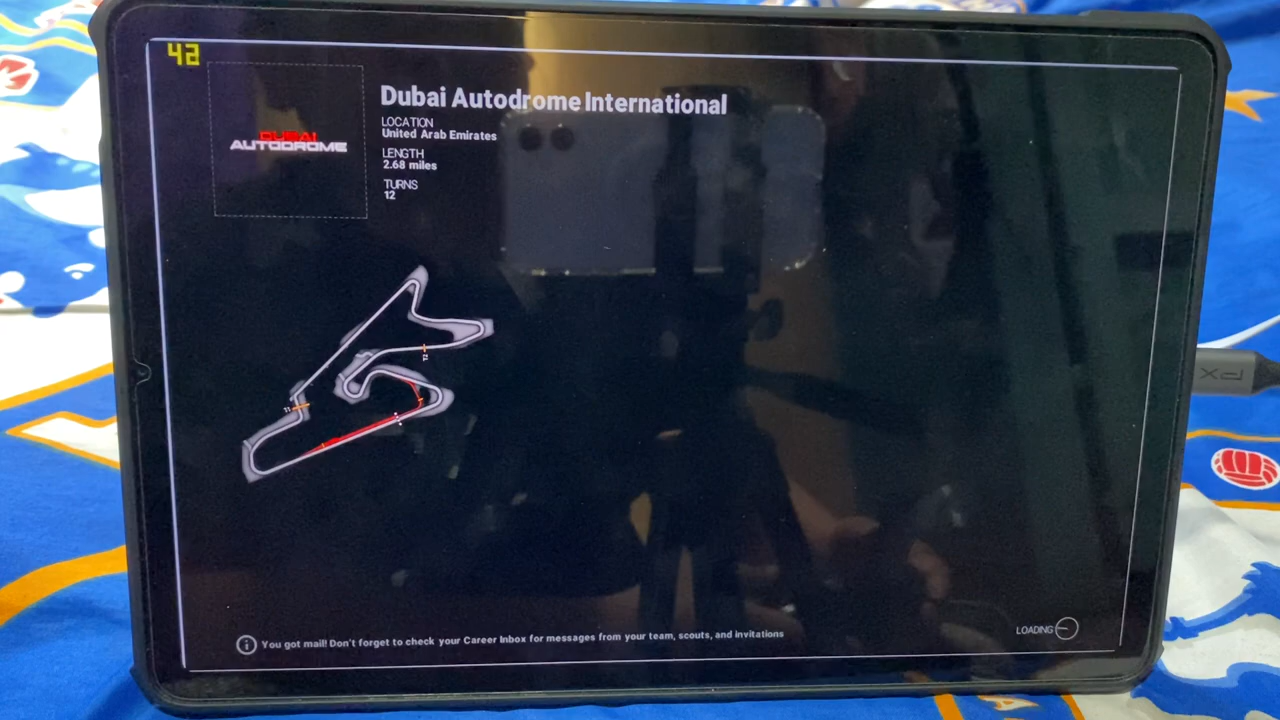 42
DUBAI
AUTODROME
Dubai Autodrome International
LOCATION
United Arab Emirates
LENGTH
2.68 miles
TURNS
12
You got mail! Don't forget to check your Career Inbox for messages from your team, scouts, and invitations
LOADING